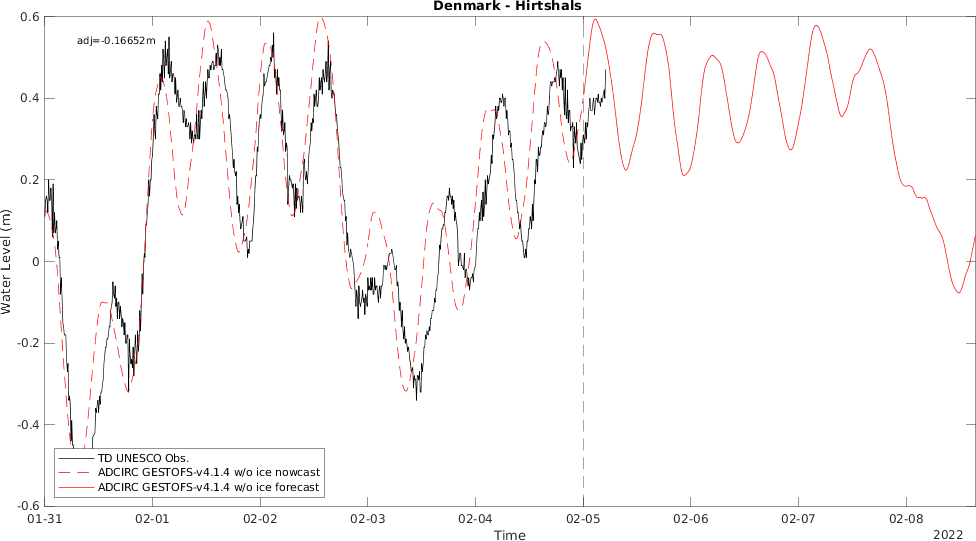 Denmark - Hirtshals
adj=-0.16652m
0.6
0.4
0.2
0
-0.2
-0.4
-0.6
Water Level (m)
TD UNESCO Obs.
ADCIRC GESTOFS-v4.1.4 w/o ice nowcast
ADCIRC GESTOFS-v4.1.4 w/o ice forecast
01-31 02-01 02-02 02-03 02-04 02-05 02-06 02-07 02-08
Time
2022